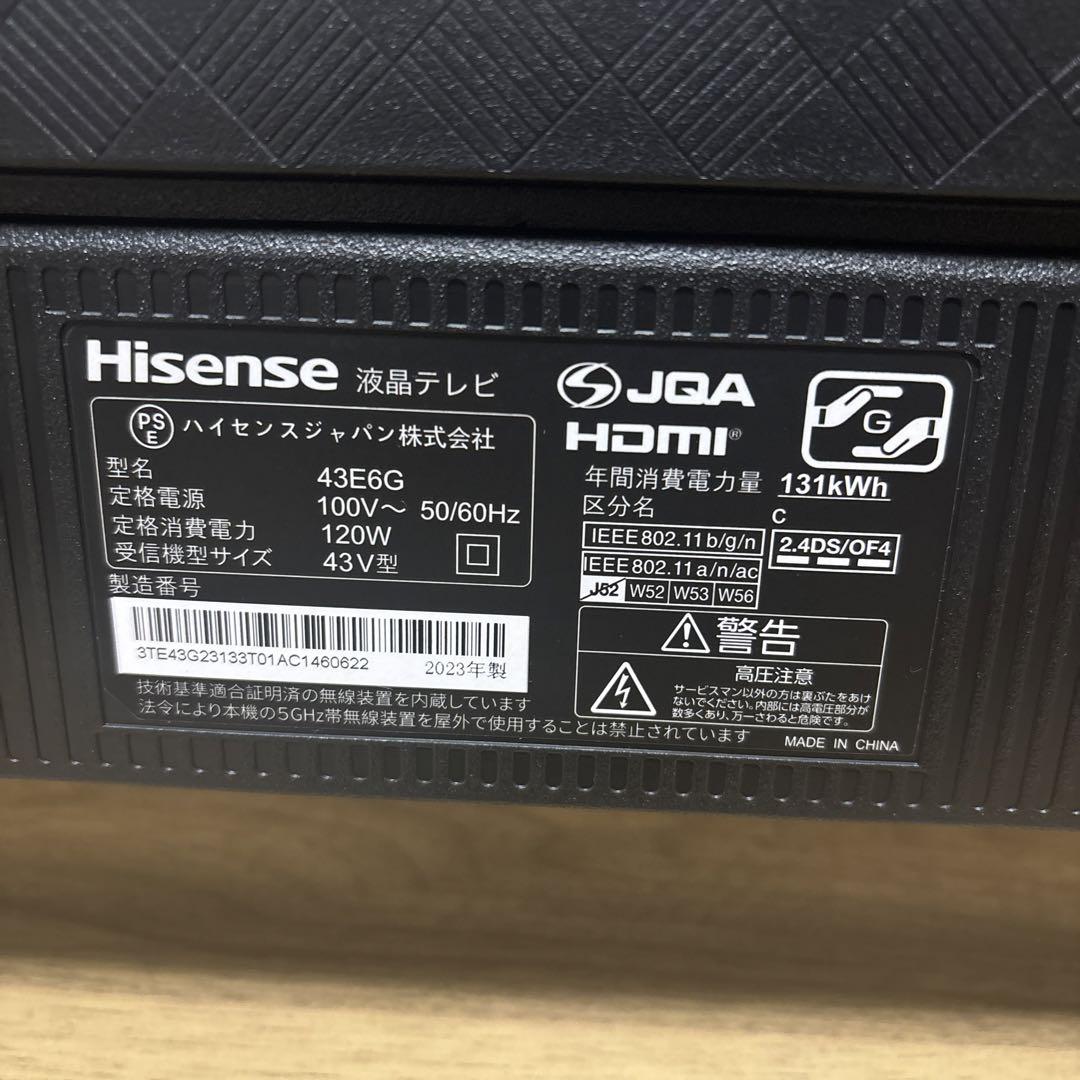 Hisense 液晶テレビ
PS
E ハイセンスジャパン株式会社
型名 43E6G
定格電源 100V～ 50/60Hz
定格消費電力 120W
受信機型サイズ 43V型
製造番号
3TE43G23133T01AC1460622 2023年製
技術基準適合証明済の無線装置を内蔵しています
法令により本機の5GHz帯無線装置を屋外で使用することは禁止されています
JQA
HDMI®
G
年間消費電力量 131kWh
区分名 C
IEEE802.11b/g/n
2.4DS/OF4
IEEE802.11a/n/ac
J52 W52 W53 W56
警告
高圧注意
サービスマン以外の方は裏ぶたをあけ
ないでください。内部には高電圧部分が
数多くあり、万一さわると危険です。
MADE IN CHINA